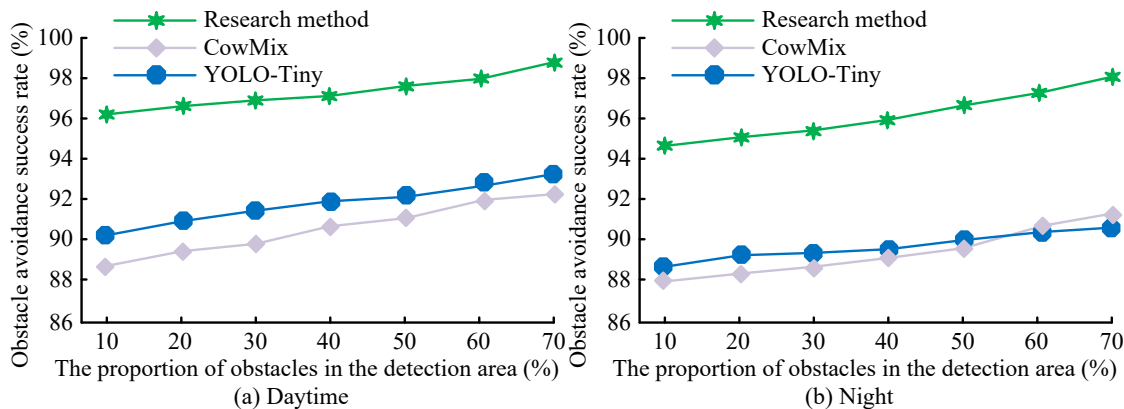 Obstacle avoidance success rate (%)
100
98
96
94
92
90
88
86
Research method
CowMix
YOLO-Tiny
10 20 30 40 50 60 70
The proportion of obstacles in the detection area (%)
(a) Daytime
Obstacle avoidance success rate (%)
100
98
96
94
92
90
88
86
Research method
CowMix
YOLO-Tiny
10 20 30 40 50 60 70
The proportion of obstacles in the detection area (%)
(b) Night